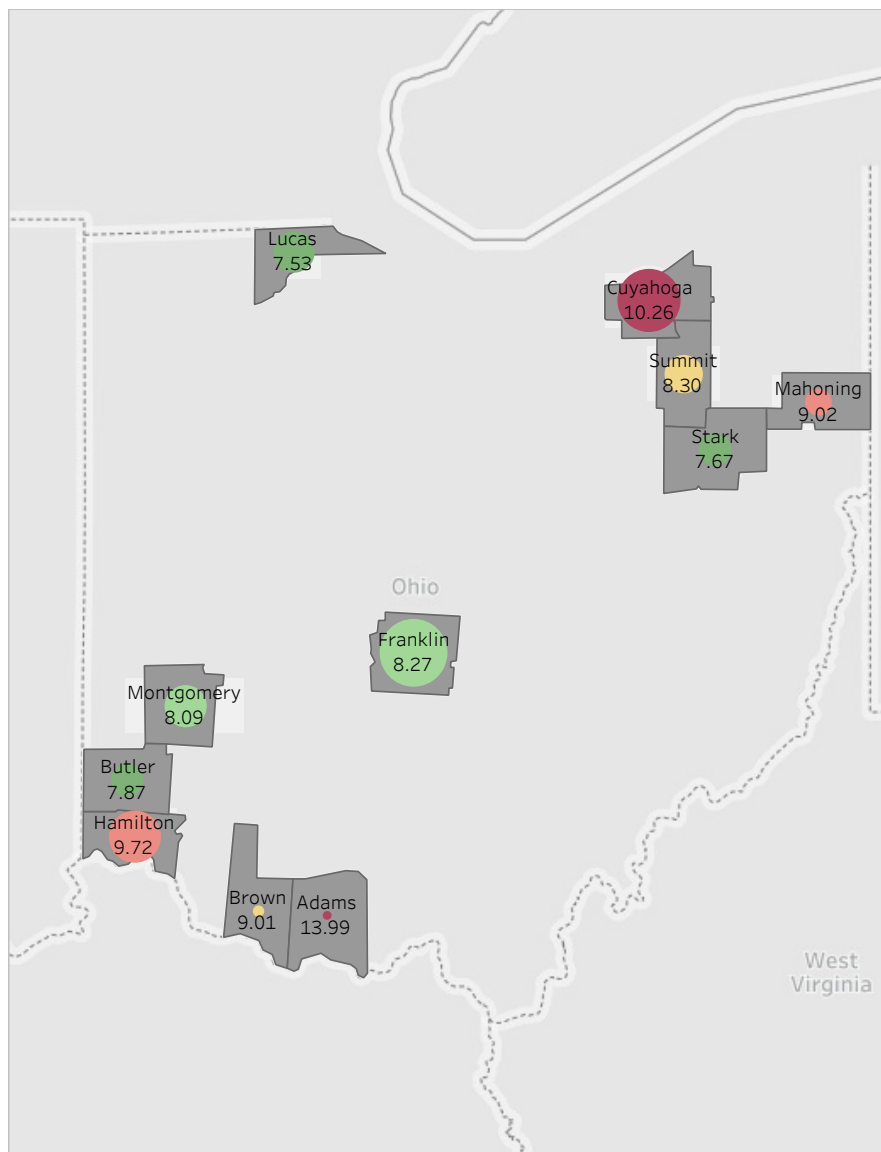 Lucas
7.53
Cuyahoga
10.26
Summit
8.30
Mahoning
9.02
Stark
7.67
Ohio
Franklin
8.27
Montgomery
8.09
Butler
7.87
Hamilton
9.72
Brown
9.01
Adams
13.99
West
Virginia